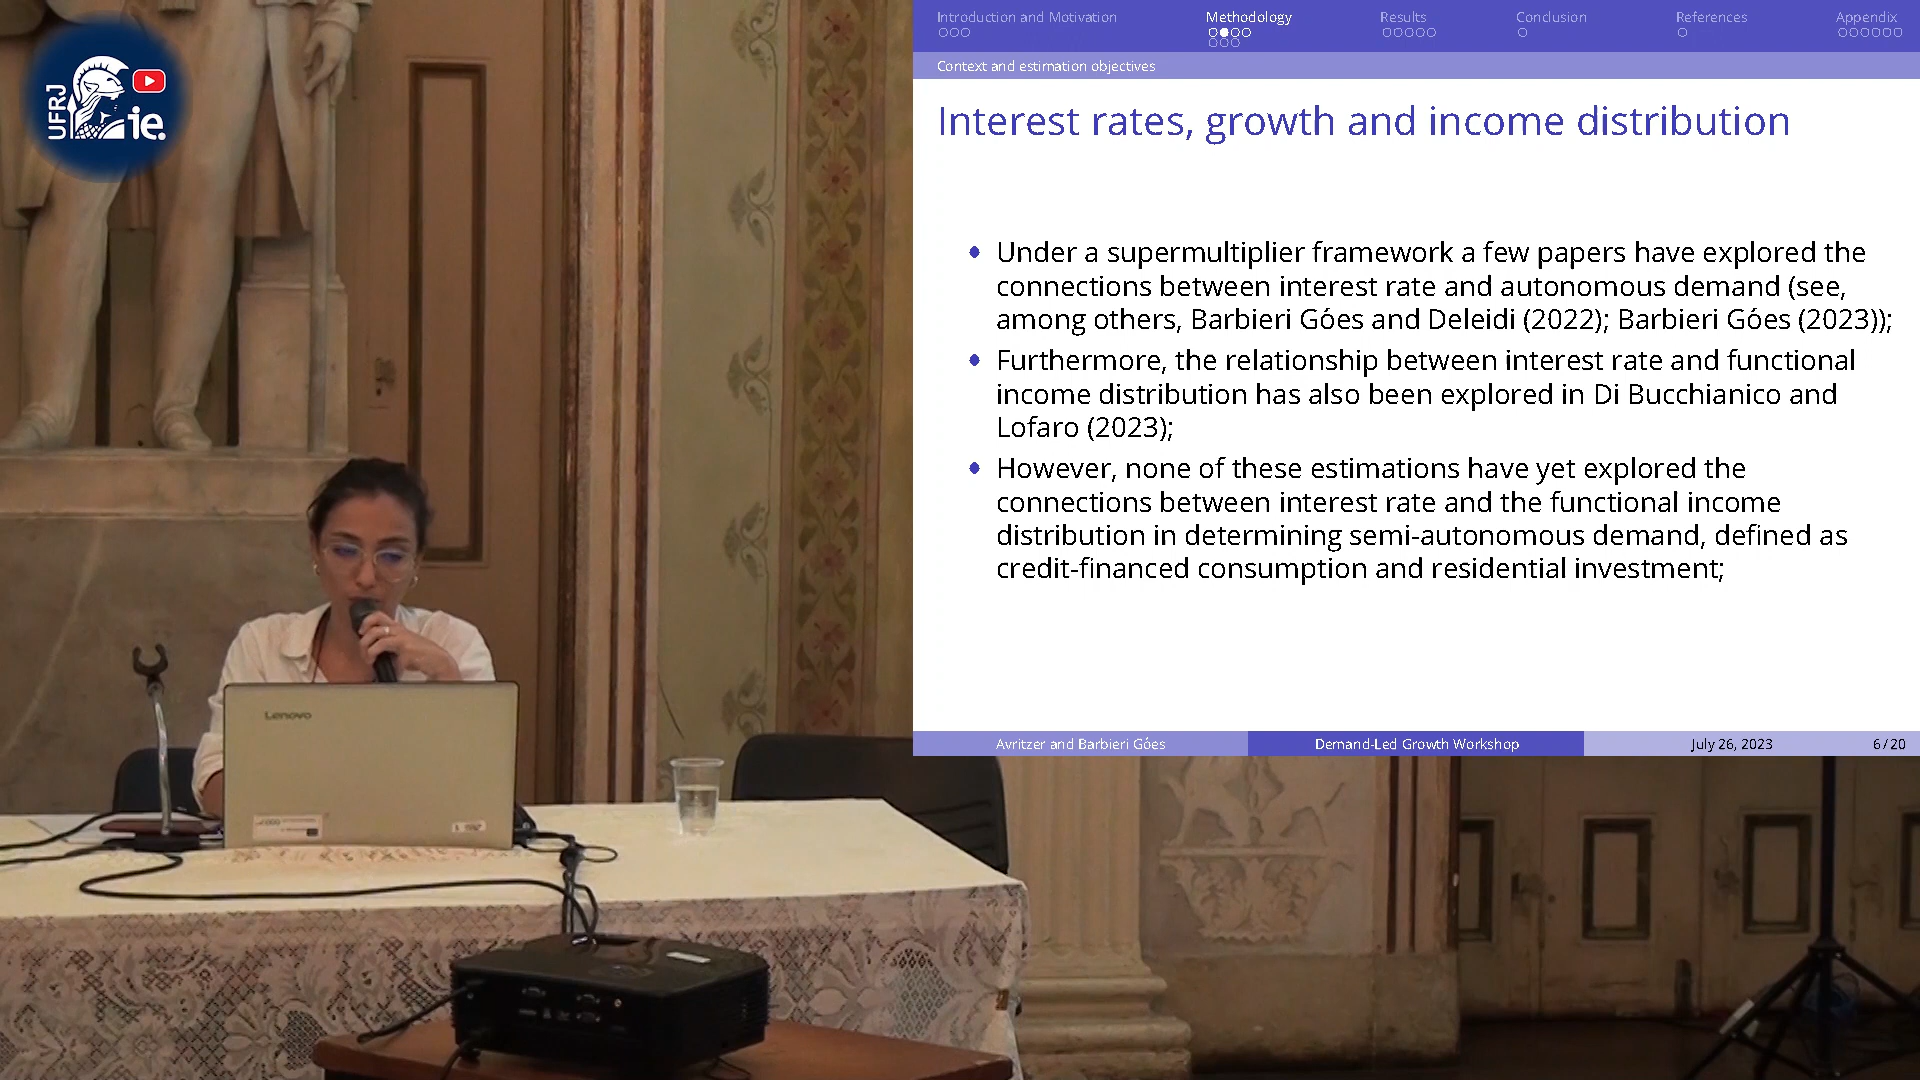 UFRJ
ie.
Introduction and Motivation
Methodology
Results
Conclusion
References
Appendix
Context and estimation objectives
Interest rates, growth and income distribution
Under a supermultiplier framework a few papers have explored the
connections between interest rate and autonomous demand (see,
among others, Barbieri Góes and Deleidi (2022); Barbieri Góes (2023));
Furthermore, the relationship between interest rate and functional
income distribution has also been explored in Di Bucchianico and
Lofaro (2023);
However, none of these estimations have yet explored the
connections between interest rate and the functional income
distribution in determining semi-autonomous demand, defined as
credit-financed consumption and residential investment;
Avritzer and Barbieri Góes
Demand-Led Growth Workshop
July 26, 2023
6 / 20
Lenovo